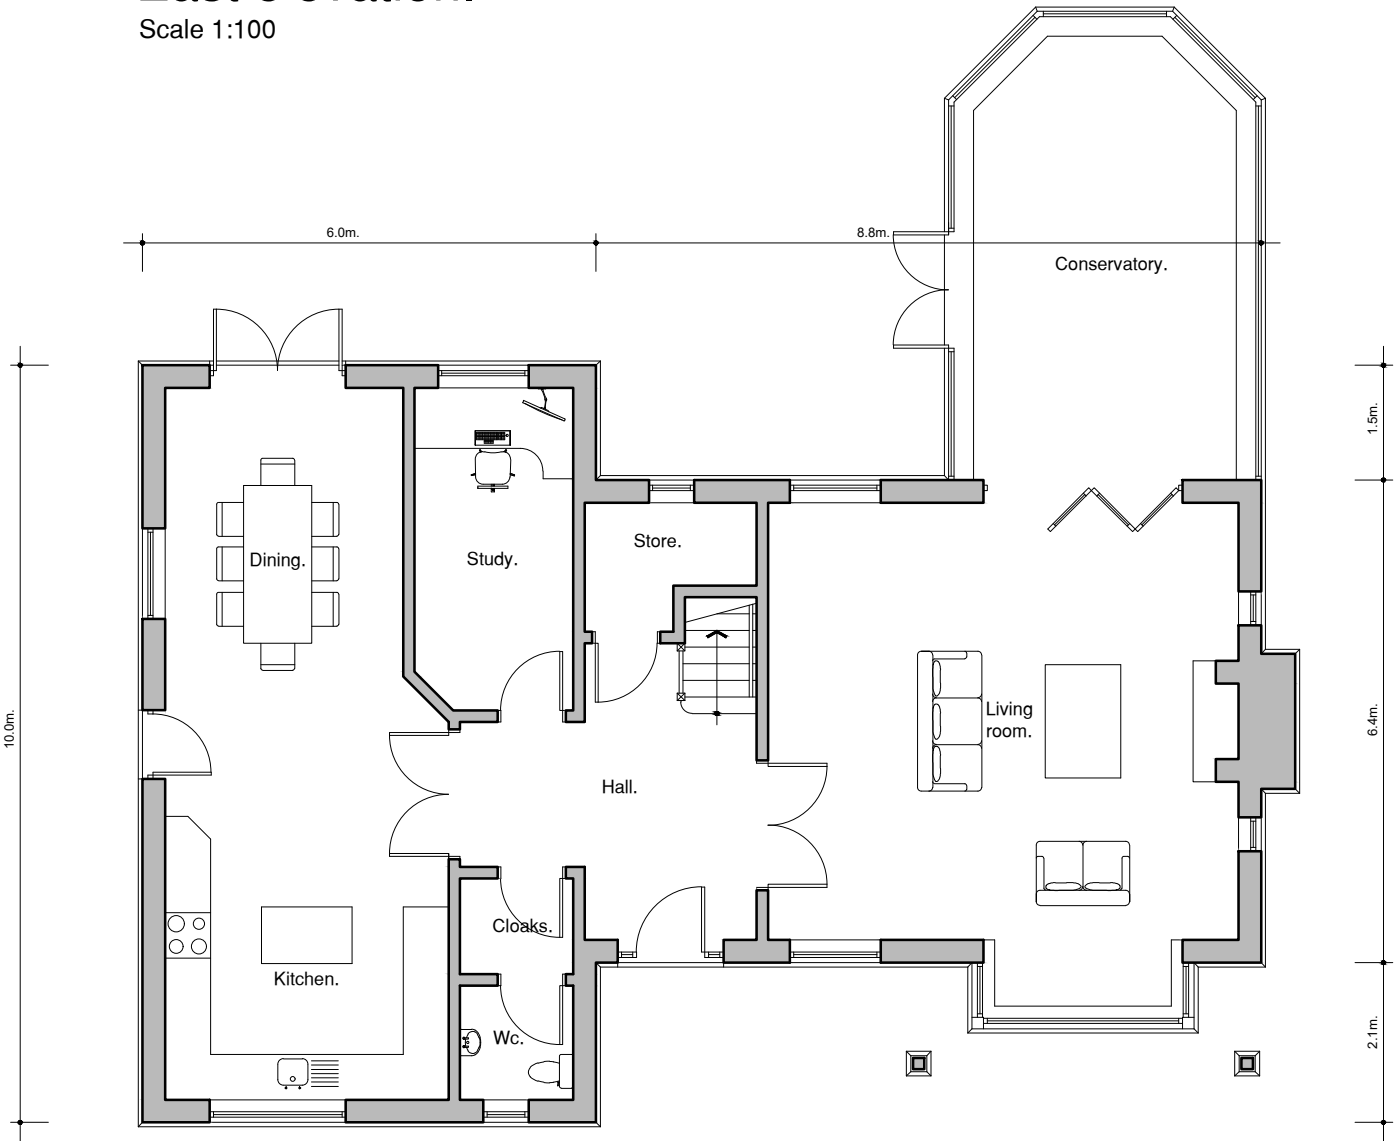 Scale 1:100
6.0m.
8.8m.
Conservatory.
1.5m.
Dining.
Study.
Store.
Living
room.
10.0m.
6.4m.
Hall.
Cloaks.
Kitchen.
Wc.
2.1m.